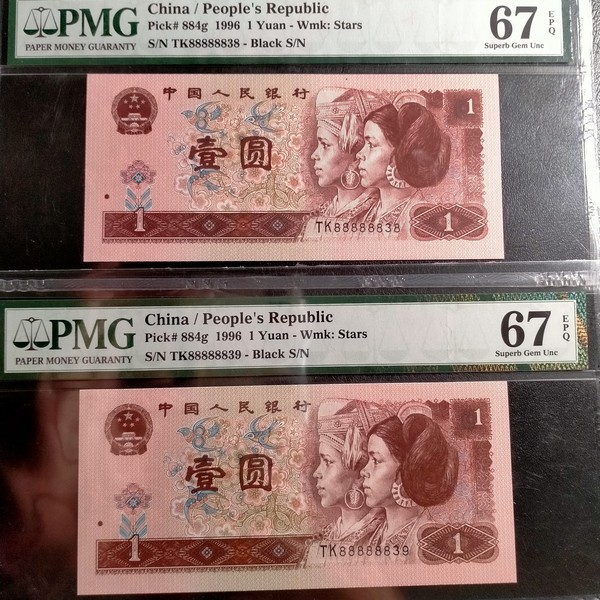 PMG
PAPER MONEY GUARANTY
China / People's Republic
Pick# 884g 1996 1 Yuan - Wmk: Stars
S/N TK88888838 - Black S/N
67
EPQ
Superb Gem Unc
中国人民银行
1
壹圆
TK88888838
1
1
PMG
PAPER MONEY GUARANTY
China / People's Republic
Pick# 884g 1996 1 Yuan - Wmk: Stars
S/N TK88888839 - Black S/N
67
EPQ
Superb Gem Unc
中国人民银行
1
壹圆
TK88888839
1
1